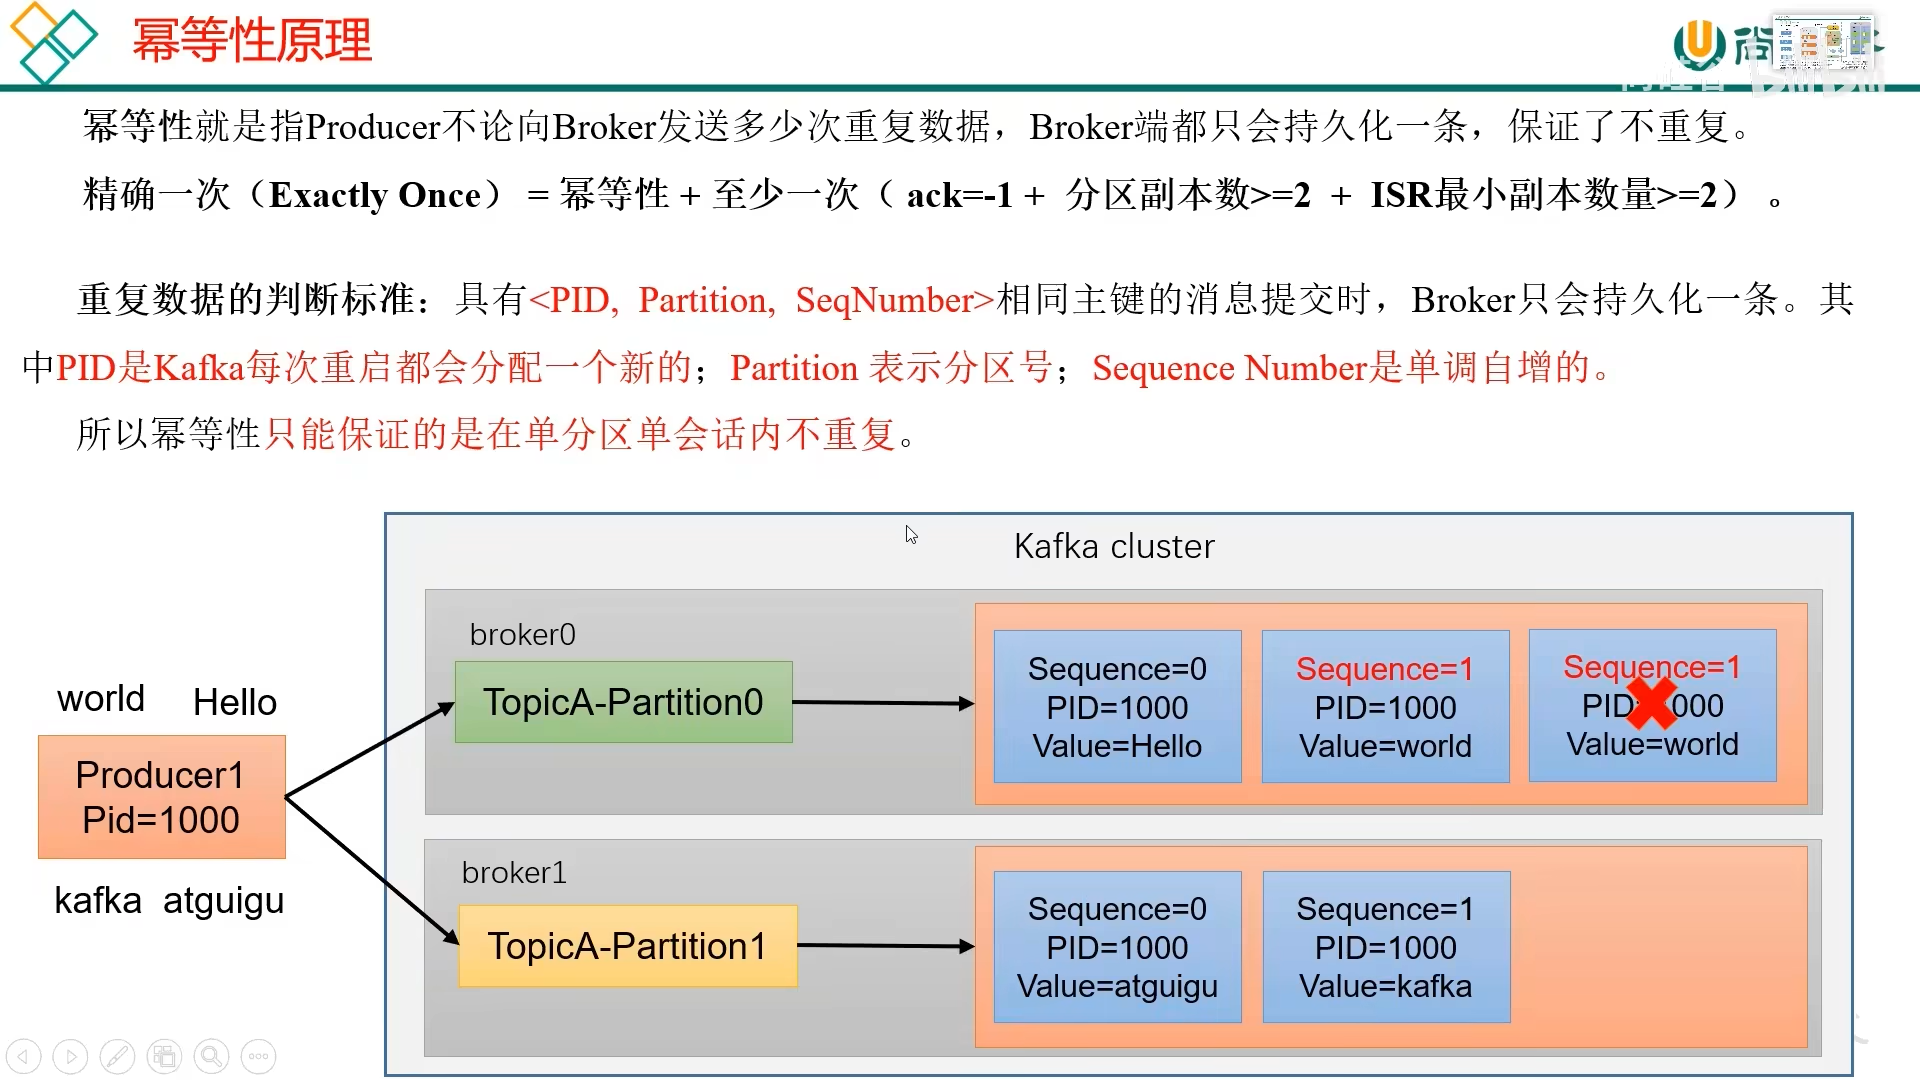 幂等性原理
尚
幂等性就是指Producer不论向Broker发送多少次重复数据，Broker端都只会持久化一条，保证了不重复。
精确一次（Exactly Once） = 幂等性 + 至少一次（ ack=-1 + 分区副本数>=2 + ISR最小副本数量>=2） 。
重复数据的判断标准：具有<PID, Partition, SeqNumber>相同主键的消息提交时，Broker只会持久化一条。其
中PID是Kafka每次重启都会分配一个新的；Partition 表示分区号；Sequence Number是单调自增的。
所以幂等性只能保证的是在单分区单会话内不重复。
Kafka cluster
broker0
TopicA-Partition0
Sequence=0
PID=1000
Value=Hello
Sequence=1
PID=1000
Value=world
Sequence=1
PID 000
Value=world
world Hello
Producer1
Pid=1000
kafka atguigu
broker1
TopicA-Partition1
Sequence=0
PID=1000
Value=atguigu
Sequence=1
PID=1000
Value=kafka